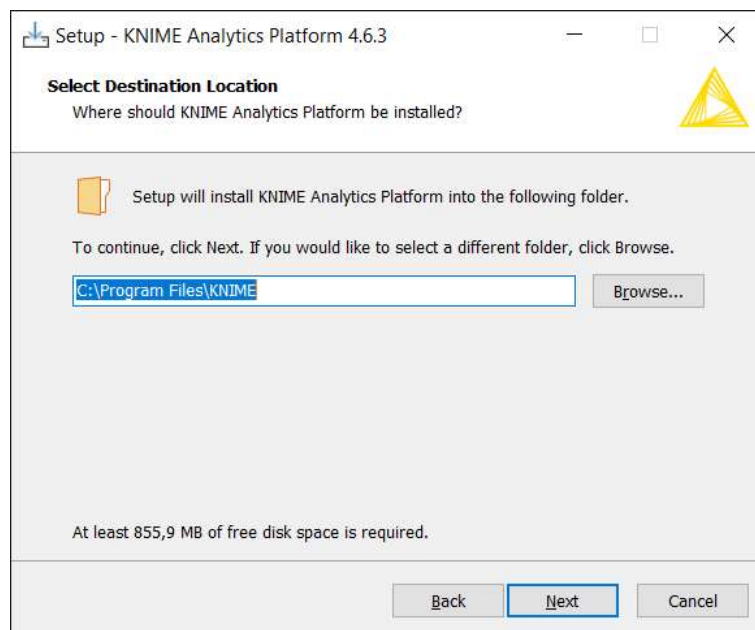 Setup - KNIME Analytics Platform 4.6.3
Select Destination Location
Where should KNIME Analytics Platform be installed?
Setup will install KNIME Analytics Platform into the following folder.
To continue, click Next. If you would like to select a different folder, click Browse.
C:\Program Files\KNIME
Browse...
At least 855,9 MB of free disk space is required.
Back
Next
Cancel